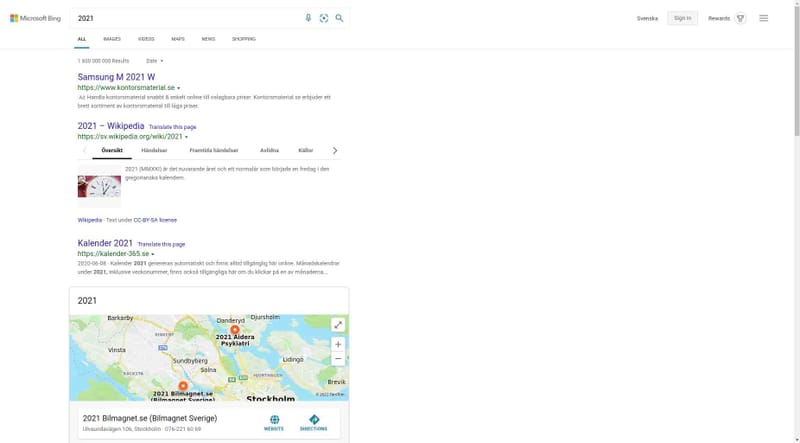 Microsoft Bing
2021
Svenska
Sign in
Rewards
ALL
IMAGES
VIDEOS
MAPS
NEWS
SHOPPING
Date
Samsung M 2021 W
https://www.kontorsmaterial.se
Ad Handla kontorsmaterial snabbt & enkelt online till oslagbara priser. Kontorsmaterial.se erbjuder ett
brett sortiment av kontorsmaterial till låga priser.
2021 – Wikipedia Translate this page
https://sv.wikipedia.org/wiki/2021
Översikt
Händelser
Framtida händelser
Avlidna
Källor
2021 (MMXXI) är det nuvarande året och ett normalår som började en fredag i den
gregorianska kalendern.
Wikipedia · Text under CC-BY-SA license
Kalender 2021 Translate this page
https://kalender-365.se
2020-06-08 · Kalender 2021 genereras automatiskt och finns alltid tillgänglig här online. Månadskalendrar
under 2021, inklusive veckonummer, finns också tillgängliga här om du klickar på en av månaderna...
2021
Barkarby
Danderyd
Djursholm
2021 Aidera
Psykiatri
Vinsta
Sundbyberg
Solna
Lidingö
Brevik
2021 Bilmagnet.se
(Bilmagnet Sverige)
Stockholm
© 2022 TomTom
2021 Bilmagnet.se (Bilmagnet Sverige)
Ulvsundavägen 106, Stockholm · 076-221 60 69
WEBSITE
DIRECTIONS